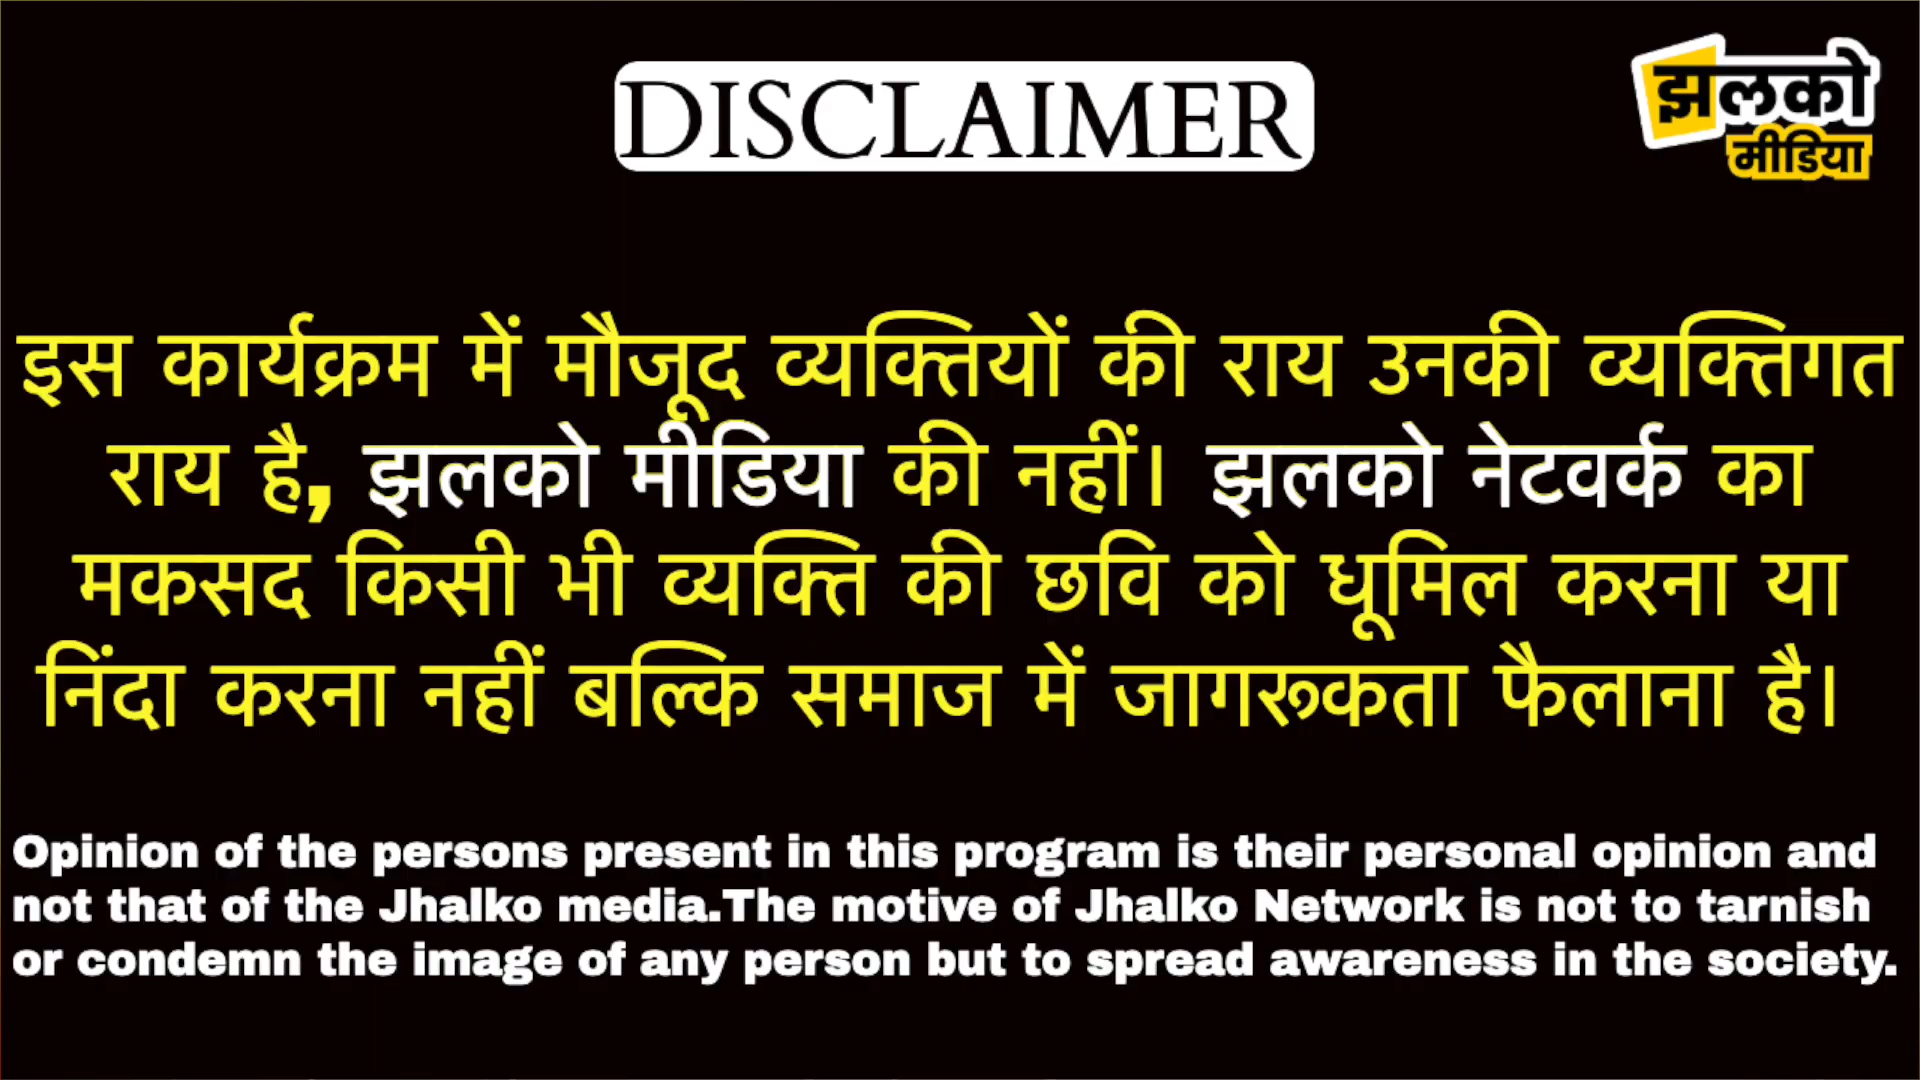 DISCLAIMER
झलको
मीडिया
इस कार्यक्रम में मौजूद व्यक्तियों की राय उनकी व्यक्तिगत
राय है, झलको मीडिया की नहीं। झलको नेटवर्क का
मकसद किसी भी व्यक्ति की छवि को धूमिल करना या
निंदा करना नहीं बल्कि समाज में जागरूकता फैलाना है।
Opinion of the persons present in this program is their personal opinion and
not that of the Jhalko media.The motive of Jhalko Network is not to tarnish
or condemn the image of any person but to spread awareness in the society.